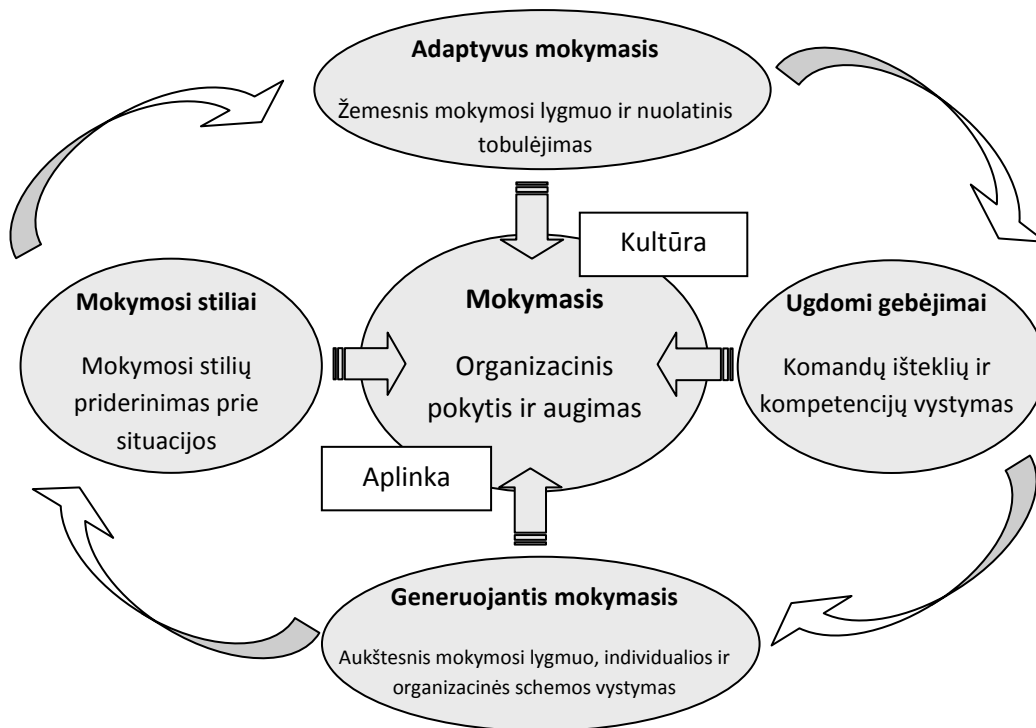 Adaptyvus mokymasis
Žemesnis mokymosi lygmuo ir nuolatinis
tobulėjimas
Kultūra
Mokymosi stiliai
Mokymosi stilių
priderinimas prie
situacijos
Mokymasis
Organizacinis
pokytis ir augimas
Ugdomi gebėjimai
Komandų išteklių ir
kompetencijų vystymas
Aplinka
Generuojantis mokymasis
Aukštesnis mokymosi lygmuo, individualios ir
organizacinės schemos vystymas